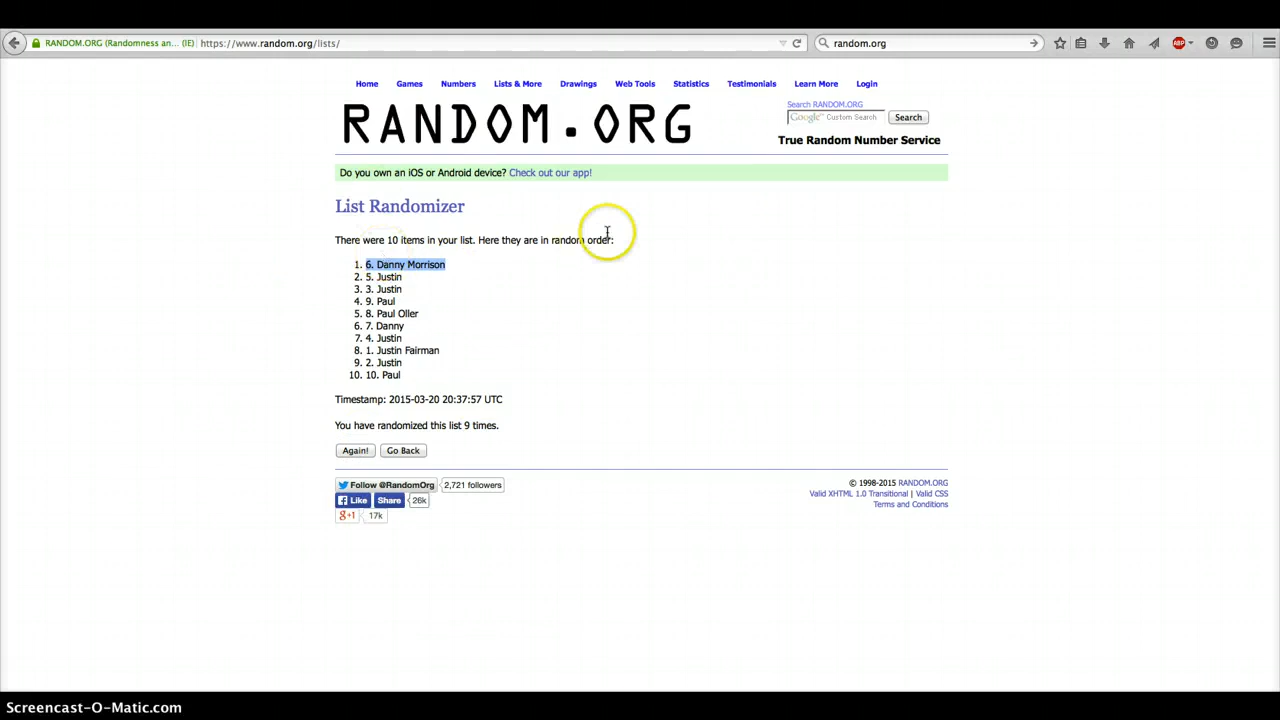 RANDOM.ORG (Randomness an... (IE) https://www.random.org/lists/ random.org ABP
Home Games Numbers Lists & More Drawings Web Tools Statistics Testimonials Learn More Login
RANDOM.ORG
Search RANDOM.ORG
Google™ Custom Search Search
True Random Number Service
Do you own an iOS or Android device? Check out our app!
List Randomizer
There were 10 items in your list. Here they are in random order:
1. 6. Danny Morrison
2. 5. Justin
3. 3. Justin
4. 9. Paul
5. 8. Paul Oller
6. 7. Danny
7. 4. Justin
8. 1. Justin Fairman
9. 2. Justin
10. 10. Paul
Timestamp: 2015-03-20 20:37:57 UTC
You have randomized this list 9 times.
Again! Go Back
Follow @RandomOrg 2,721 followers
Like Share 26k
g+1 17k
© 1998-2015 RANDOM.ORG
Valid XHTML 1.0 Transitional | Valid CSS
Terms and Conditions
Screencast-O-Matic.com